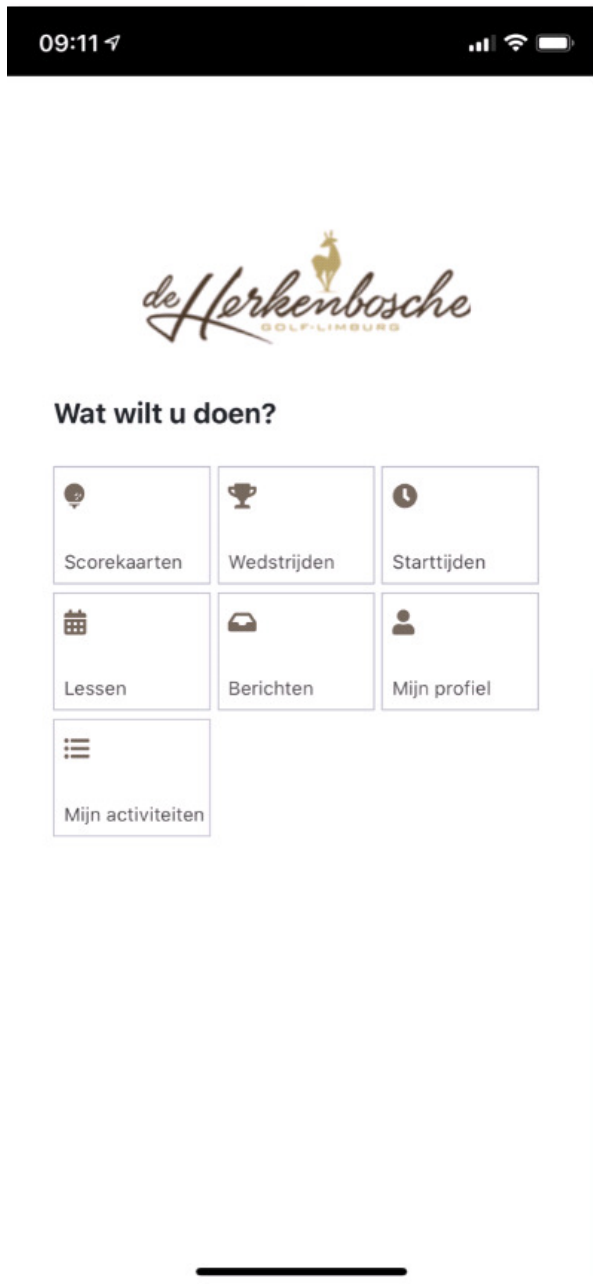 09:11
de Herkenbosche
GOLF-LIMBURG
Wat wilt u doen?
Scorekaarten
Wedstrijden
Starttijden
Lessen
Berichten
Mijn profiel
Mijn activiteiten